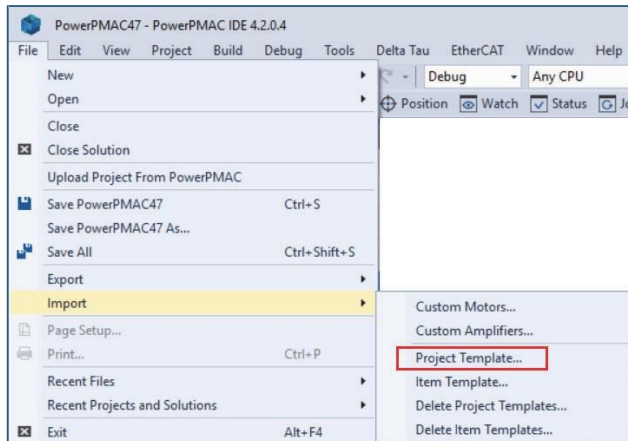 PowerPMAC47 - PowerPMAC IDE 4.2.0.4
File Edit View Project Build Debug Tools Delta Tau EtherCAT Window Help
Debug Any CPU
Position Watch Status
New
Open
Close
Close Solution
Upload Project From PowerPMAC
Save PowerPMAC47 Ctrl+S
Save PowerPMAC47 As...
Save All Ctrl+Shift+S
Export
Import
Page Setup...
Print... Ctrl+P
Recent Files
Recent Projects and Solutions
Exit Alt+F4
Custom Motors...
Custom Amplifiers...
Project Template...
Item Template...
Delete Project Templates...
Delete Item Templates...